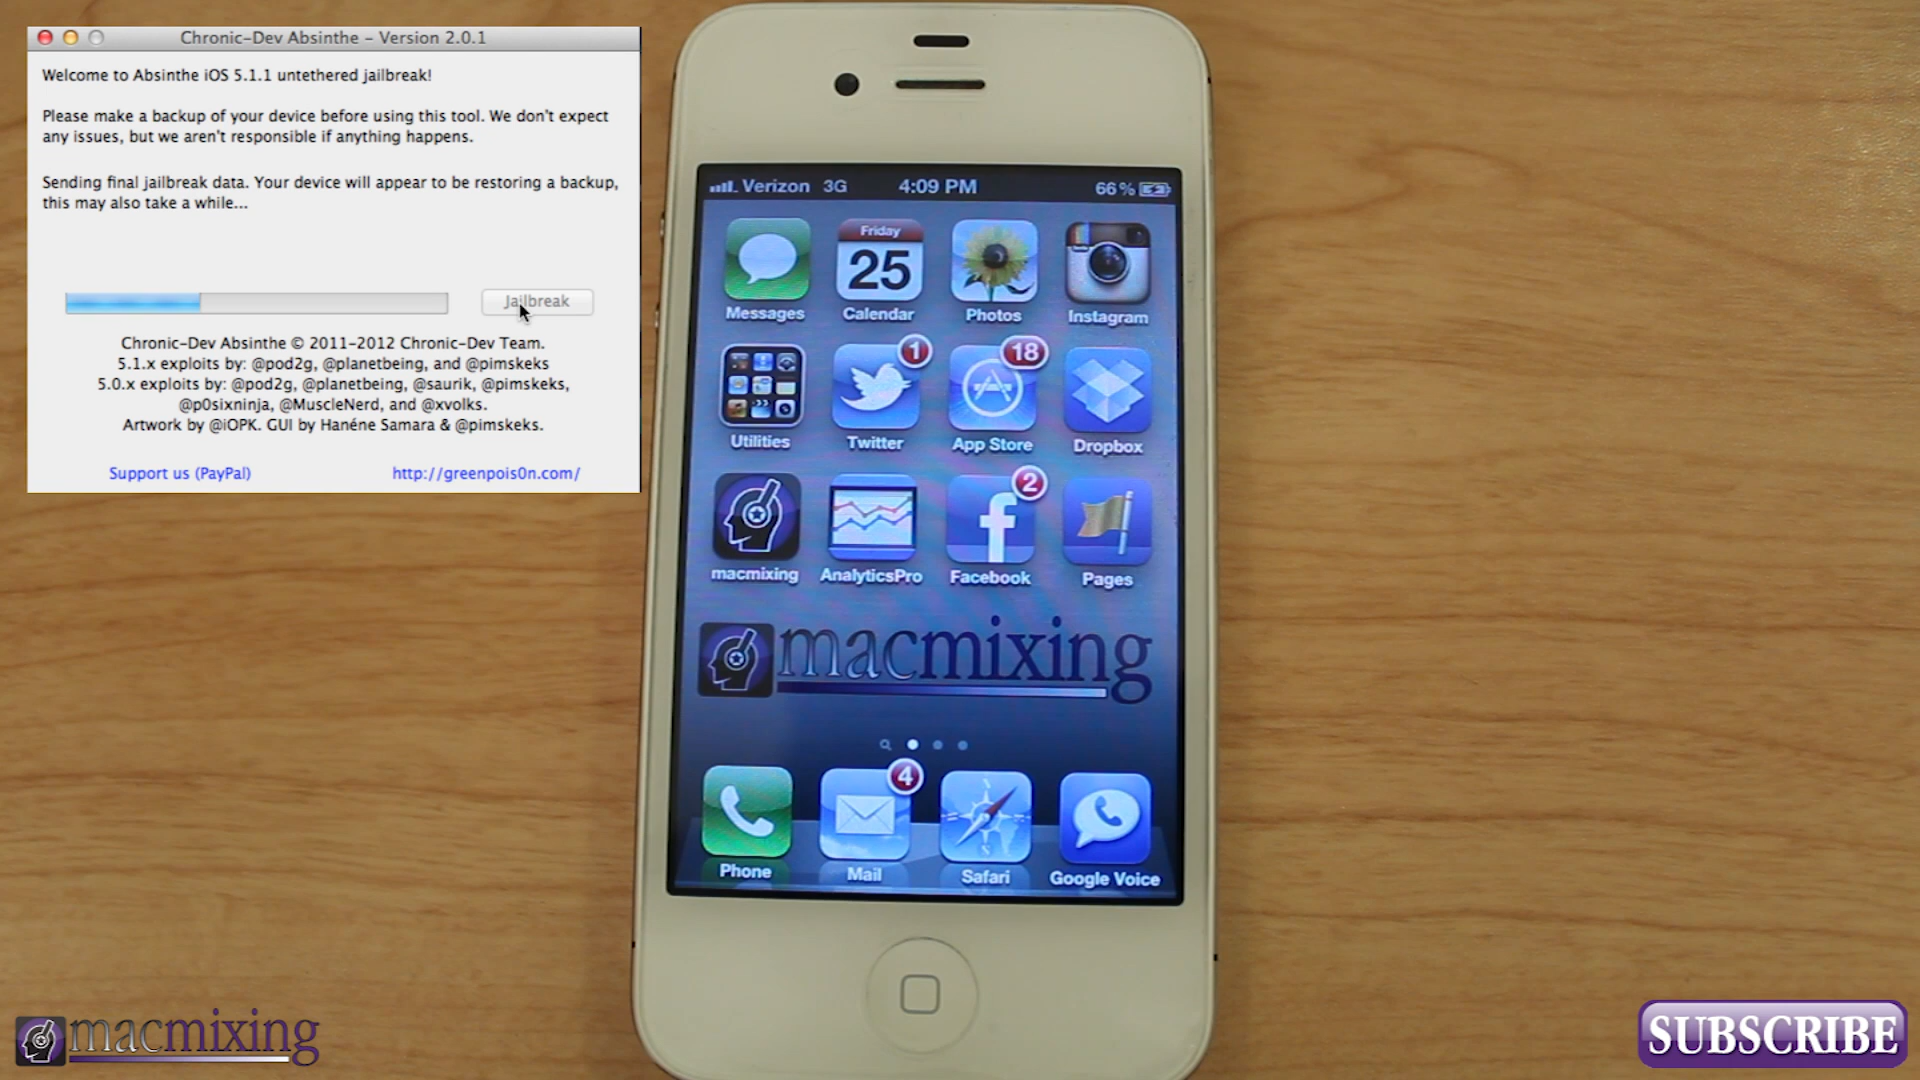 Chronic-Dev Absinthe – Version 2.0.1
Welcome to Absinthe iOS 5.1.1 untethered jailbreak!
Please make a backup of your device before using this tool. We don't expect
any issues, but we aren't responsible if anything happens.
Sending final jailbreak data. Your device will appear to be restoring a backup,
this may also take a while...
Jailbreak
Chronic-Dev Absinthe © 2011-2012 Chronic-Dev Team.
5.1.x exploits by: @pod2g, @planetbeing, and @pimskeks
5.0.x exploits by: @pod2g, @planetbeing, @saurik, @pimskeks,
@p0sixninja, @MuscleNerd, and @xvolks.
Artwork by @iOPK. GUI by Hanéne Samara & @pimskeks.
Support us (PayPal) http://greenpois0n.com/
Verizon 3G 4:09 PM 66%
Friday
25
Messages Calendar Photos Instagram
1 18
Utilities Twitter App Store Dropbox
2
f
macmixing AnalyticsPro Facebook Pages
macmixing
4
Phone Mail Safari Google Voice
macmixing
SUBSCRIBE